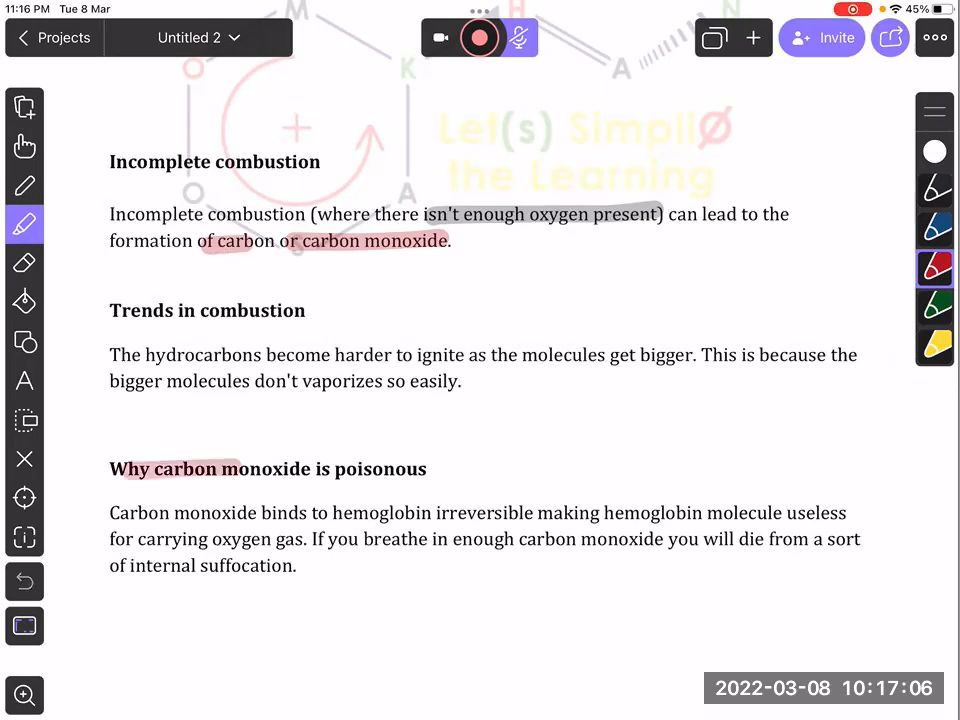 11:16 PM Tue 8 Mar
45%
Projects
Untitled 2
Invite
M
H
N
O
K
A
Let(s) Simpli∅
the Learning
O
A
S
Incomplete combustion
Incomplete combustion (where there isn't enough oxygen present) can lead to the
formation of carbon or carbon monoxide.
Trends in combustion
The hydrocarbons become harder to ignite as the molecules get bigger. This is because the
bigger molecules don't vaporizes so easily.
Why carbon monoxide is poisonous
Carbon monoxide binds to hemoglobin irreversible making hemoglobin molecule useless
for carrying oxygen gas. If you breathe in enough carbon monoxide you will die from a sort
of internal suffocation.
2022-03-08 10:17:06